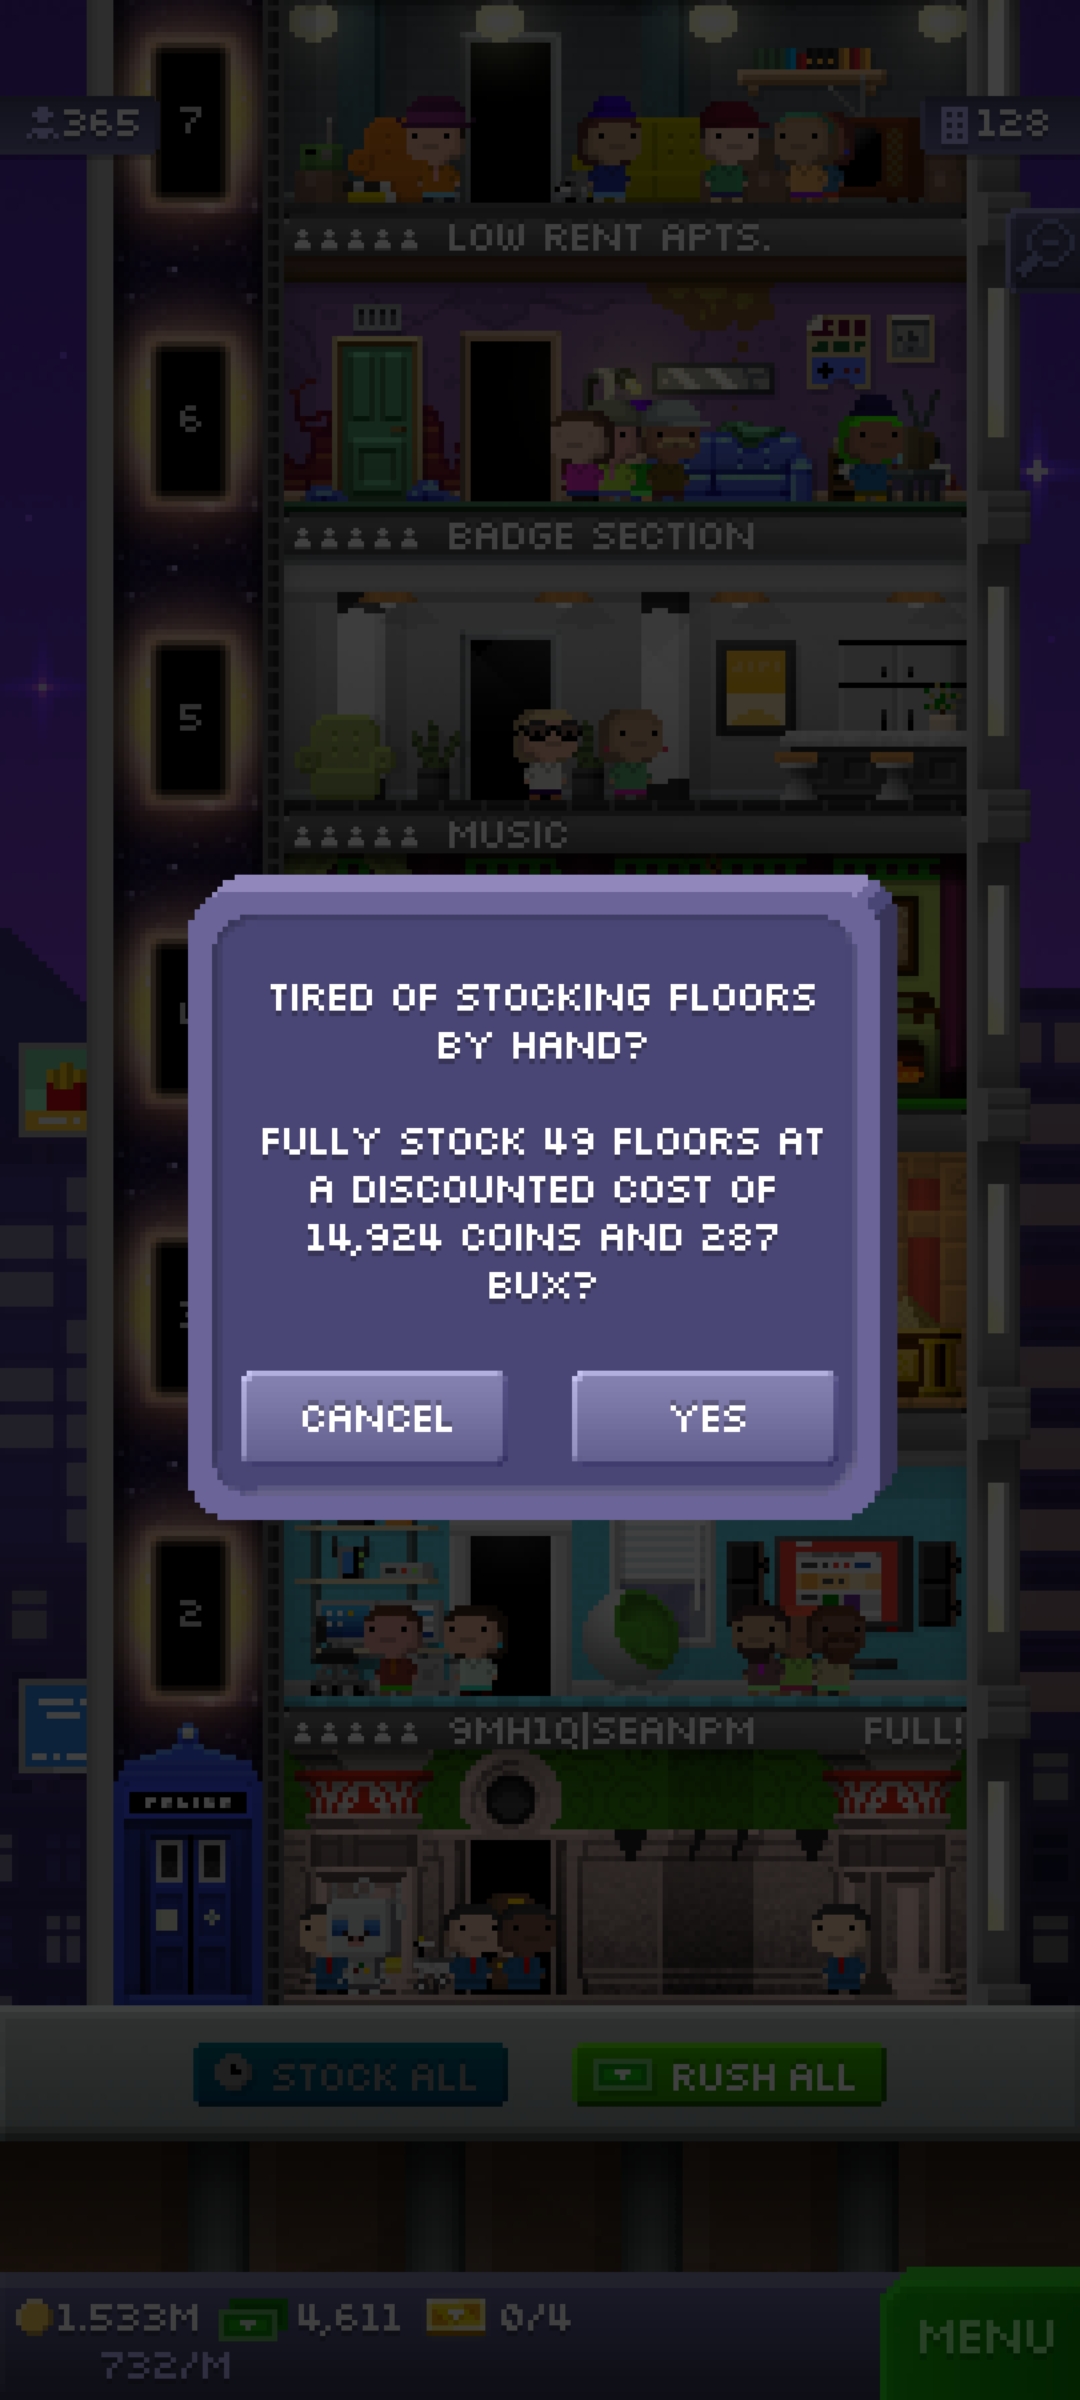 7
365
128
LOW RENT APTS.
6
BADGE SECTION
5
MUSIC
TIRED OF STOCKING FLOORS
BY HAND?
FULLY STOCK 49 FLOORS AT
A DISCOUNTED COST OF
14,924 COINS AND 287
BUX?
CANCEL
YES
2
9MH1Q|SEANPM
FULL!
POLICE
STOCK ALL
RUSH ALL
1.533M
4,611
0/4
732/M
MENU